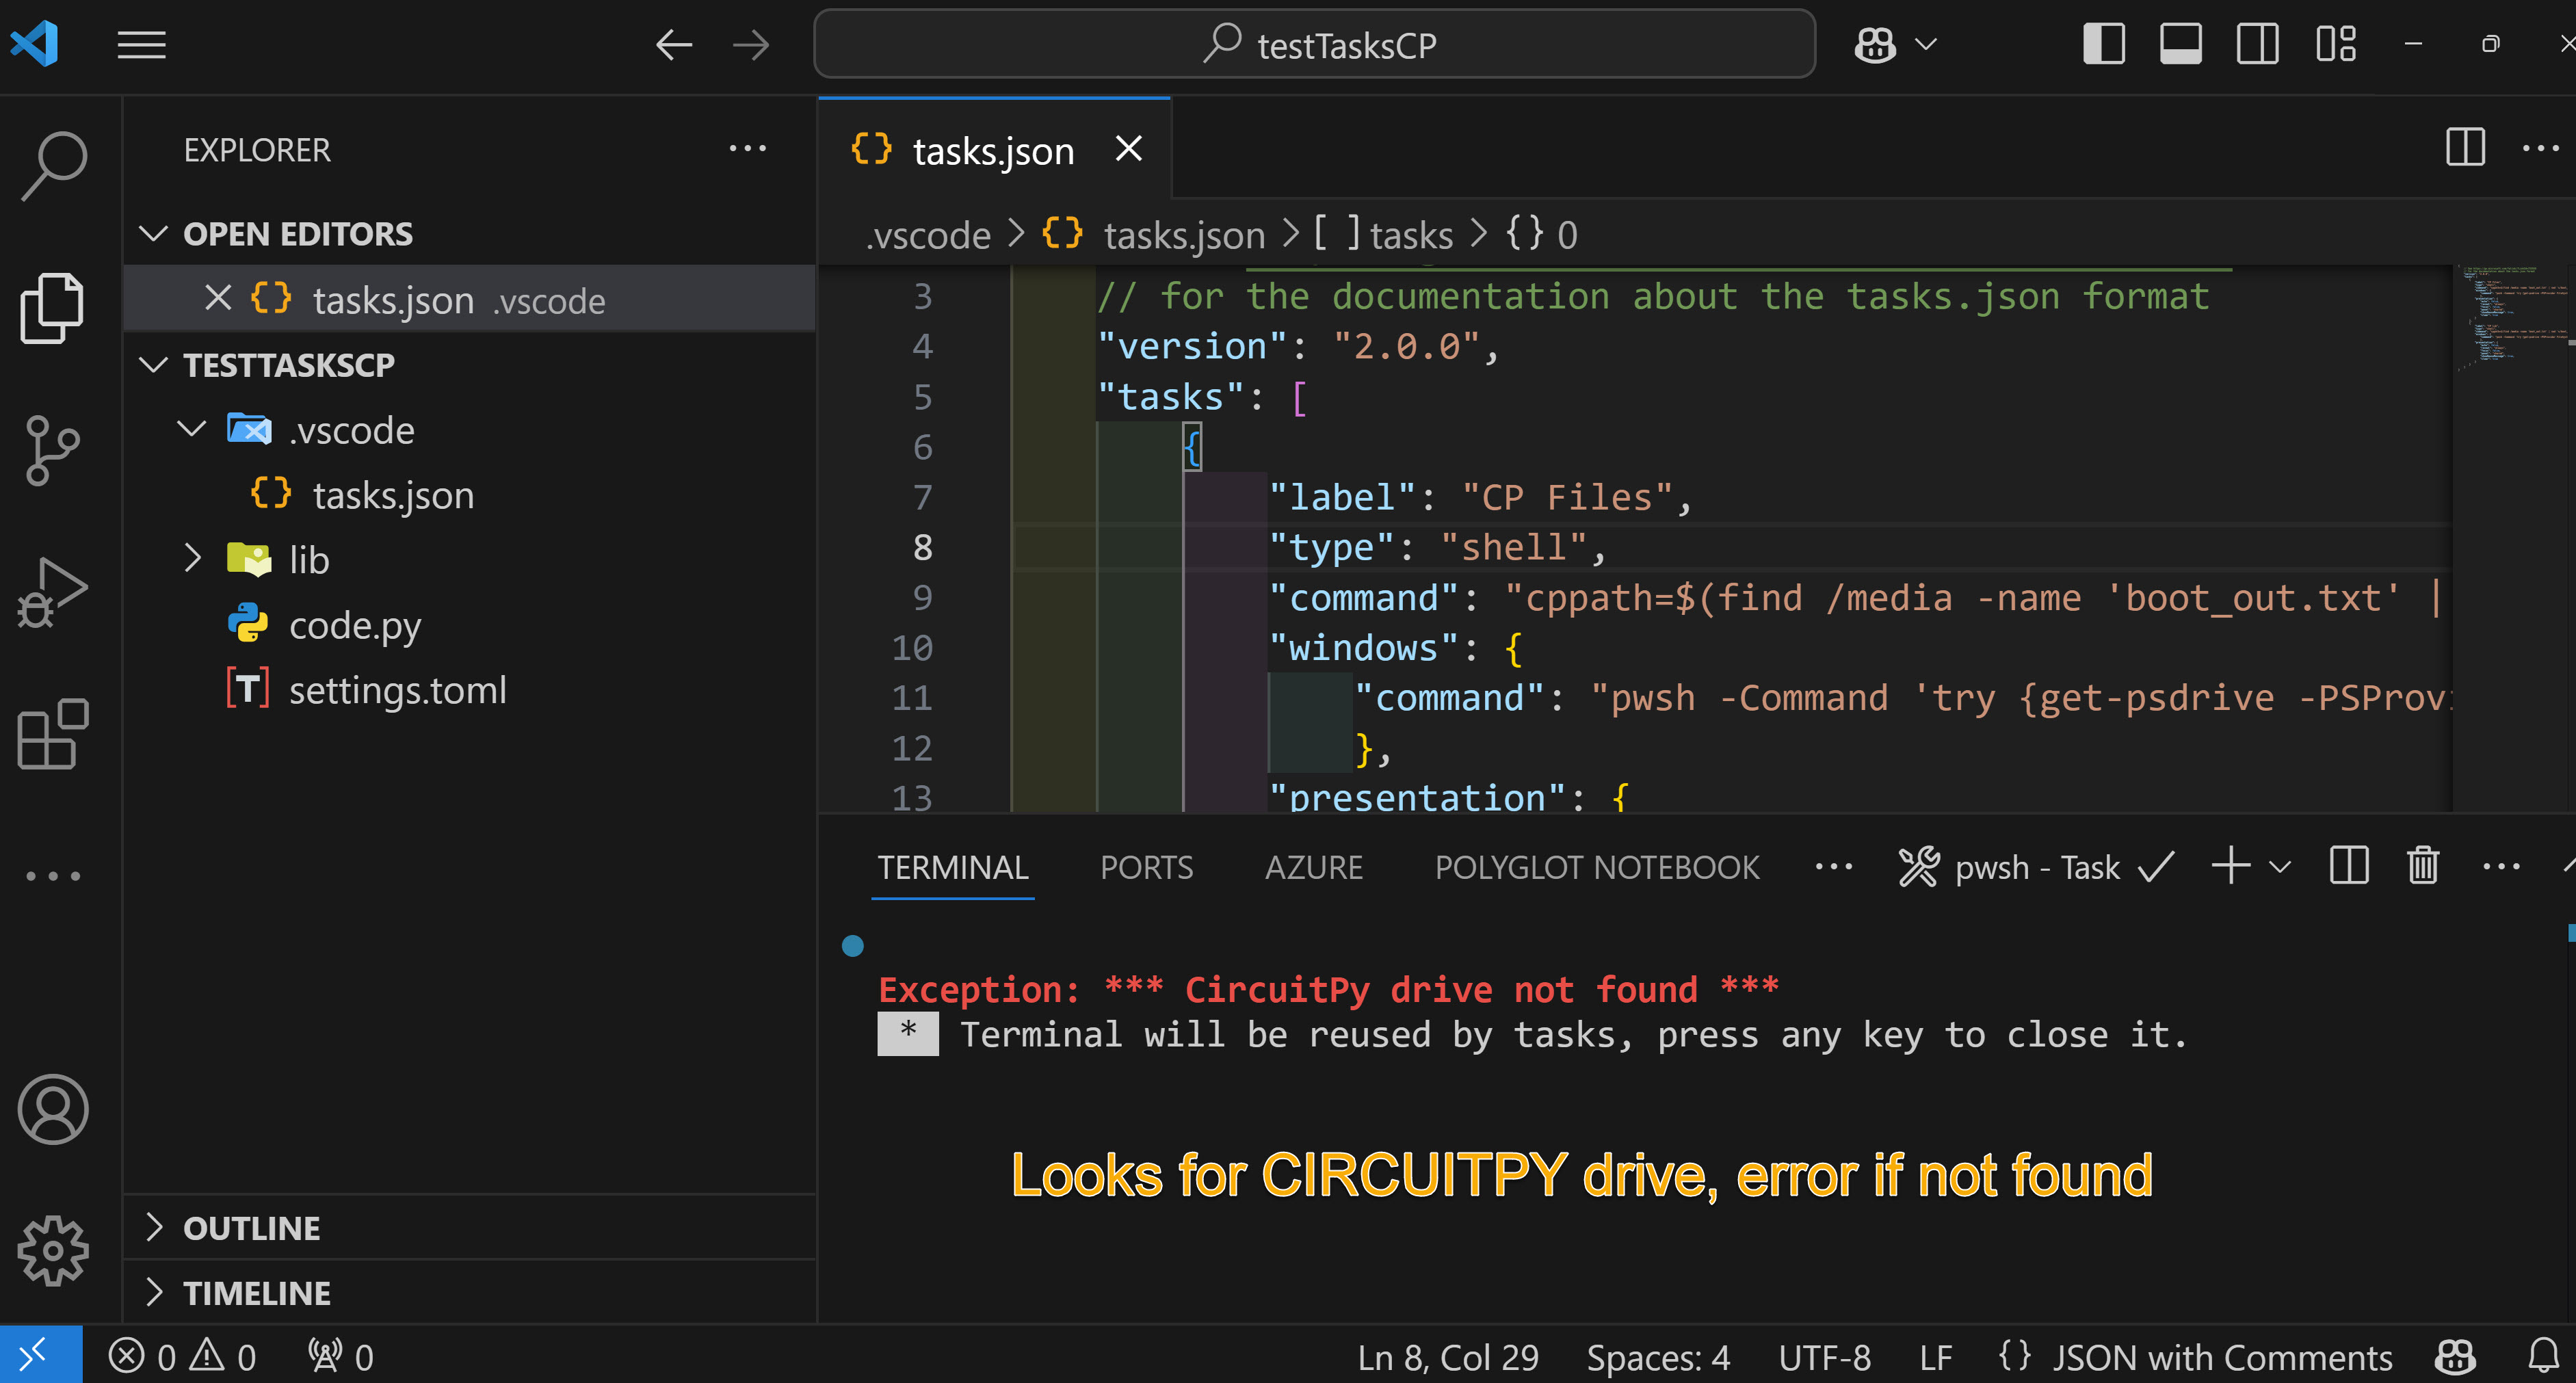 testTasksCP
EXPLORER
OPEN EDITORS
tasks.json .vscode
TESTTASKSCP
.vscode
tasks.json
lib
code.py
settings.toml
OUTLINE
TIMELINE
tasks.json
.vscode > {} tasks.json > [ ] tasks > {} 0
3 // for the documentation about the tasks.json format
4 "version": "2.0.0",
5 "tasks": [
6 {
7 "label": "CP Files",
8 "type": "shell",
9 "command": "cppath=$(find /media -name 'boot_out.txt' |
10 "windows": {
11 "command": "pwsh -Command 'try {get-psdrive -PSProv
12 },
13 "presentation": {
TERMINAL PORTS AZURE POLYGLOT NOTEBOOK ... pwsh - Task
Exception: *** CircuitPy drive not found ***
* Terminal will be reused by tasks, press any key to close it.
Looks for CIRCUITPY drive, error if not found
0 0 0 Ln 8, Col 29 Spaces: 4 UTF-8 LF {} JSON with Comments